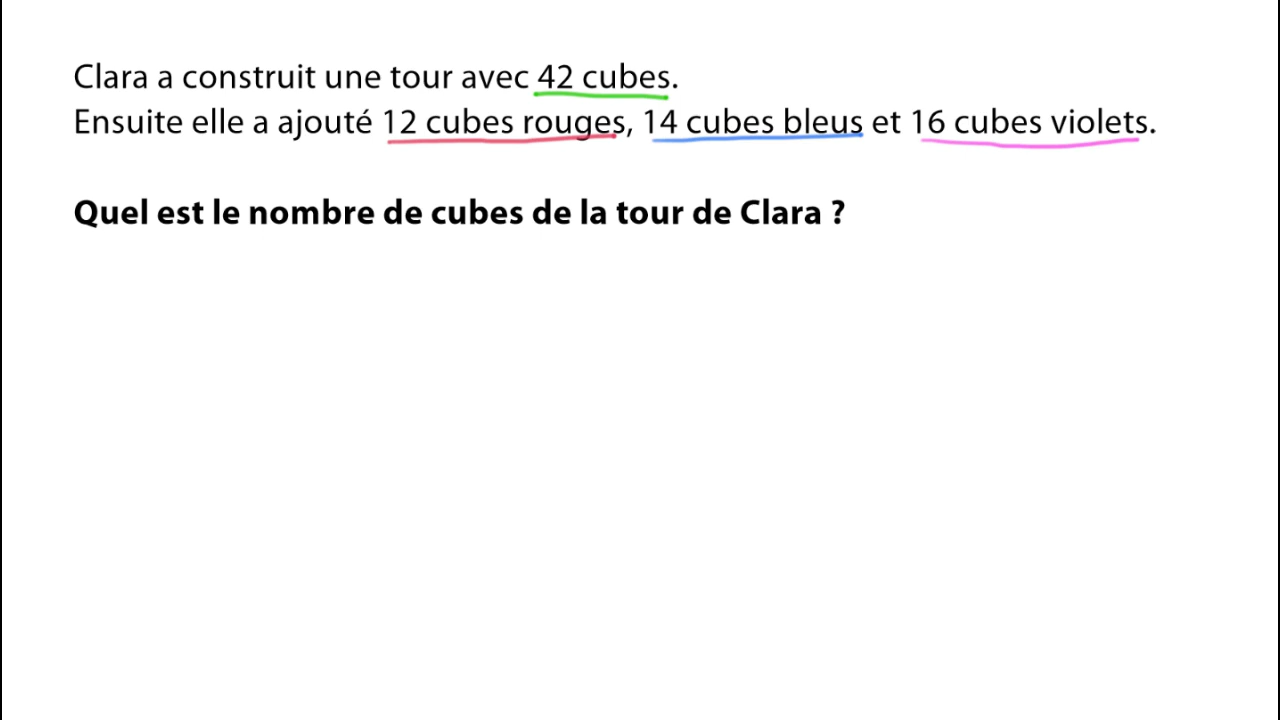 Clara a construit une tour avec 42 cubes.
Ensuite elle a ajouté 12 cubes rouges, 14 cubes bleus et 16 cubes violets.
Quel est le nombre de cubes de la tour de Clara ?